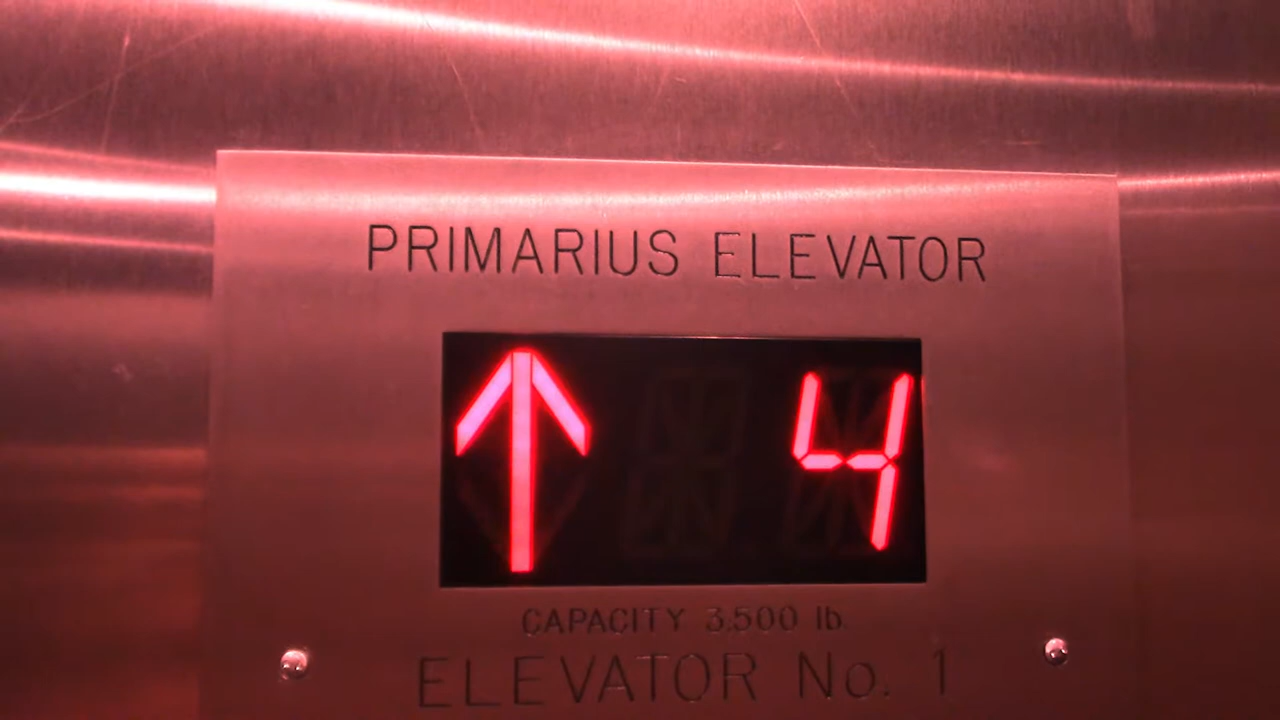 PRIMARIUS ELEVATOR
↑ 4
CAPACITY 3,500 lb.
ELEVATOR No. 1